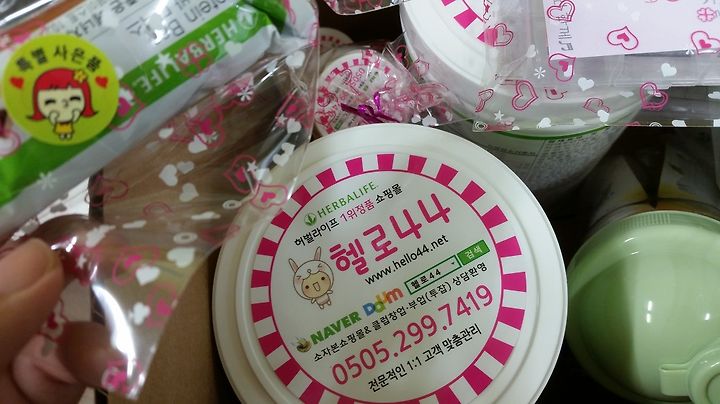 특별 사은품
HERBALIFE
HERBALIFE
허벌라이프 1위정품 쇼핑몰
헬로44
www.hello44.net
NAVER Daum 헬로44 검색
소자본쇼핑몰&클럽창업·부업(투잡) 상담환영
0505.299.7419
전문적인 1:1 고객 맞춤관리